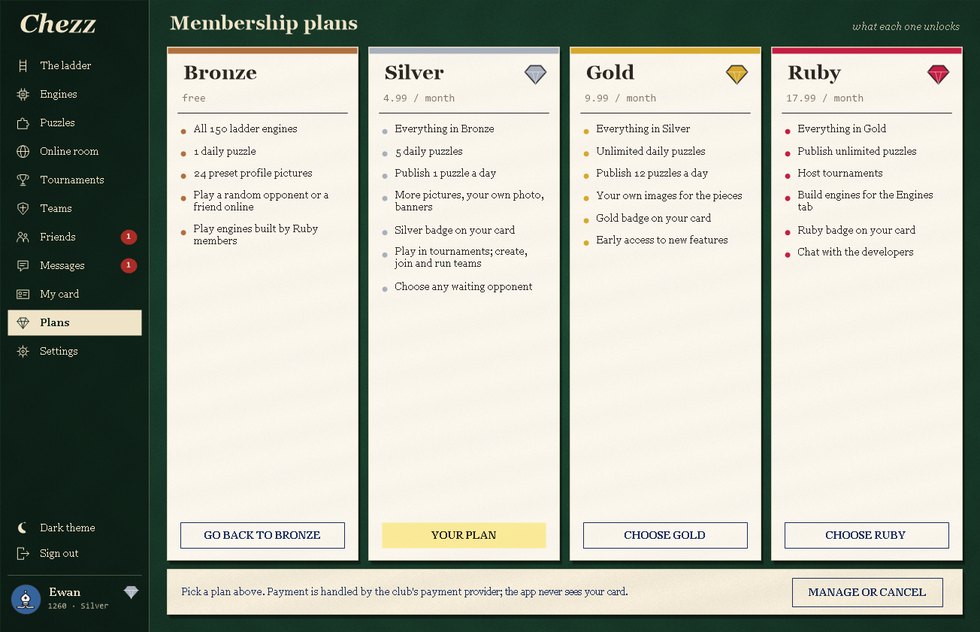 Chezz
The ladder
Engines
Puzzles
Online room
Tournaments
Teams
Friends 1
Messages 1
My card
Plans
Settings
Dark theme
Sign out
Ewan
1260 · Silver
Membership plans
what each one unlocks
Bronze
free
All 150 ladder engines
1 daily puzzle
24 preset profile pictures
Play a random opponent or a
friend online
Play engines built by Ruby
members
GO BACK TO BRONZE
Silver
4.99 / month
Everything in Bronze
5 daily puzzles
Publish 1 puzzle a day
More pictures, your own photo,
banners
Silver badge on your card
Play in tournaments; create,
join and run teams
Choose any waiting opponent
YOUR PLAN
Gold
9.99 / month
Everything in Silver
Unlimited daily puzzles
Publish 12 puzzles a day
Your own images for the pieces
Gold badge on your card
Early access to new features
CHOOSE GOLD
Ruby
17.99 / month
Everything in Gold
Publish unlimited puzzles
Host tournaments
Build engines for the Engines
tab
Ruby badge on your card
Chat with the developers
CHOOSE RUBY
Pick a plan above. Payment is handled by the club's payment provider; the app never sees your card.
MANAGE OR CANCEL